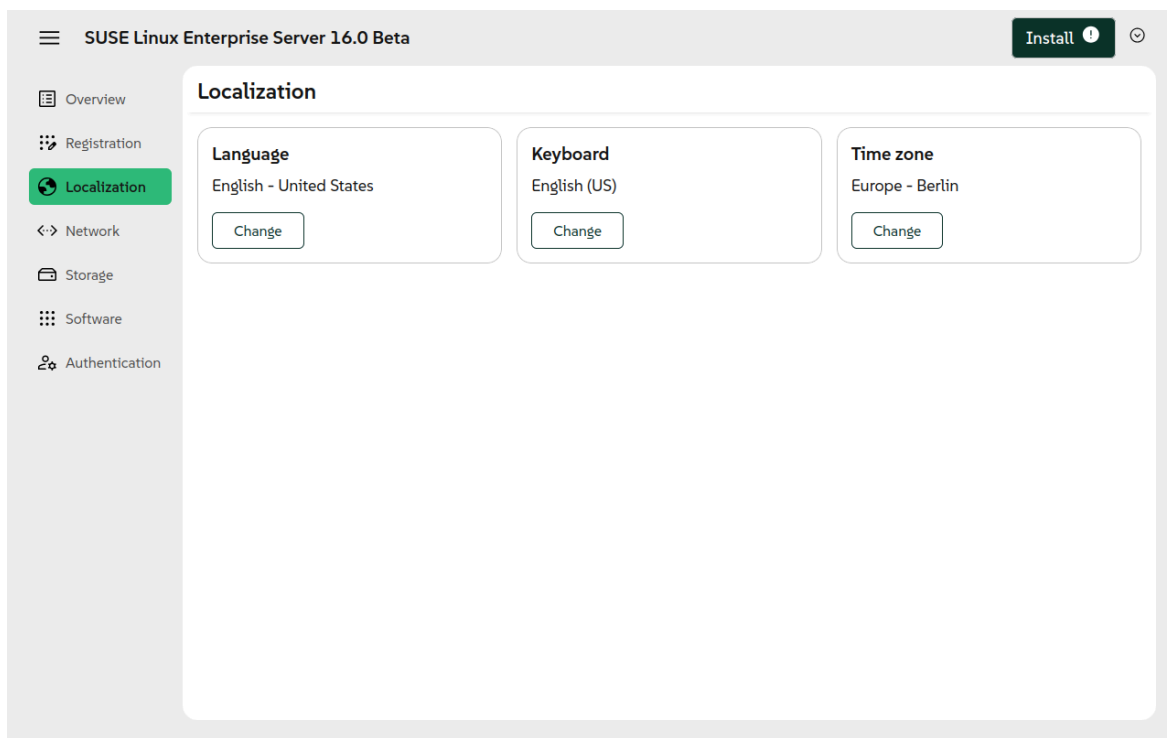 SUSE Linux Enterprise Server 16.0 Beta
Install !
Overview
Registration
Localization
Network
Storage
Software
Authentication
Localization
Language
English - United States
Change
Keyboard
English (US)
Change
Time zone
Europe - Berlin
Change